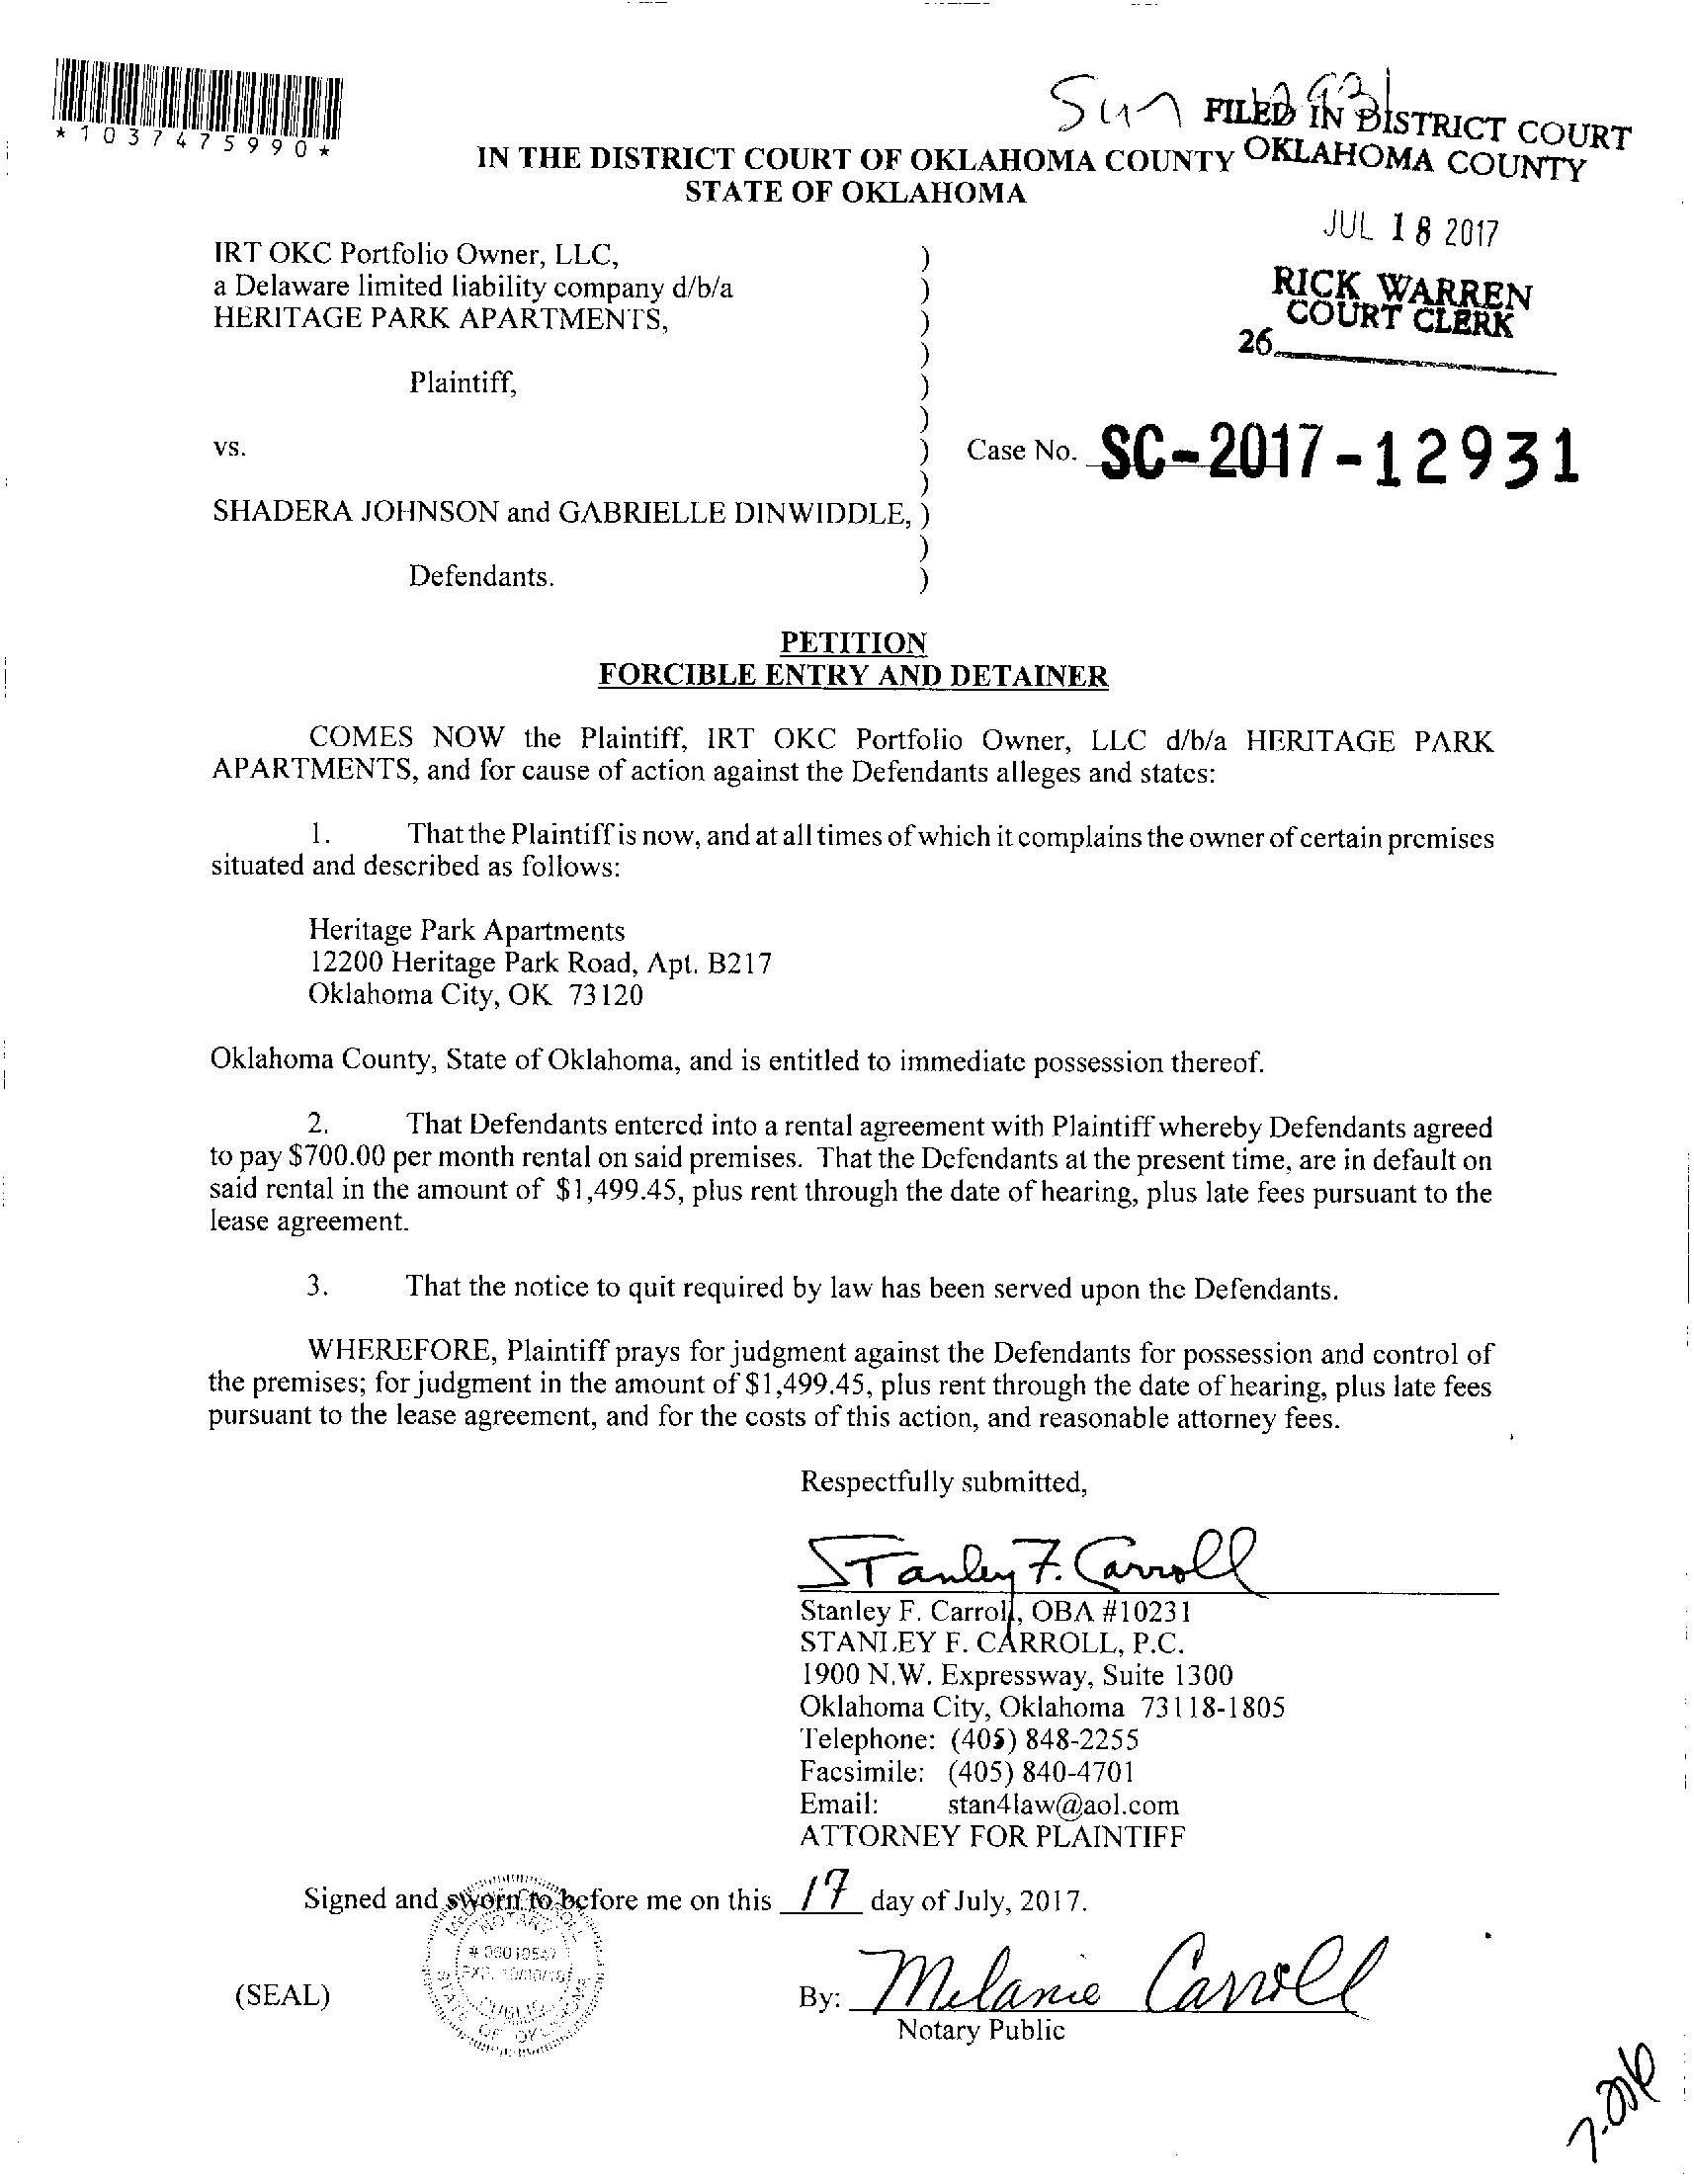 *1037475990*
FILED IN DISTRICT COURT
OKLAHOMA COUNTY
IN THE DISTRICT COURT OF OKLAHOMA COUNTY
STATE OF OKLAHOMA
JUL 18 2017
RICK WARREN
COURT CLERK
26
IRT OKC Portfolio Owner, LLC, )
a Delaware limited liability company d/b/a )
HERITAGE PARK APARTMENTS, )
)
Plaintiff, )
)
vs. ) Case No. SC-2017-12931
)
SHADERA JOHNSON and GABRIELLE DINWIDDLE, )
)
Defendants. )
PETITION
FORCIBLE ENTRY AND DETAINER
COMES NOW the Plaintiff, IRT OKC Portfolio Owner, LLC d/b/a HERITAGE PARK
APARTMENTS, and for cause of action against the Defendants alleges and states:
1. That the Plaintiff is now, and at all times of which it complains the owner of certain premises
situated and described as follows:
Heritage Park Apartments
12200 Heritage Park Road, Apt. B217
Oklahoma City, OK 73120
Oklahoma County, State of Oklahoma, and is entitled to immediate possession thereof.
2. That Defendants entered into a rental agreement with Plaintiff whereby Defendants agreed
to pay $700.00 per month rental on said premises. That the Defendants at the present time, are in default on
said rental in the amount of $1,499.45, plus rent through the date of hearing, plus late fees pursuant to the
lease agreement.
3. That the notice to quit required by law has been served upon the Defendants.
WHEREFORE, Plaintiff prays for judgment against the Defendants for possession and control of
the premises; for judgment in the amount of $1,499.45, plus rent through the date of hearing, plus late fees
pursuant to the lease agreement, and for the costs of this action, and reasonable attorney fees.
Respectfully submitted,
Stanley F. Carroll
Stanley F. Carroll, OBA #10231
STANLEY F. CARROLL, P.C.
1900 N.W. Expressway, Suite 1300
Oklahoma City, Oklahoma 73118-1805
Telephone: (405) 848-2255
Facsimile: (405) 840-4701
Email: stan4law@aol.com
ATTORNEY FOR PLAINTIFF
Signed and sworn to before me on this 17 day of July, 2017.
NOTARY
PUBLIC
STATE OF
(SEAL)
By: Melanie Carroll
Notary Public